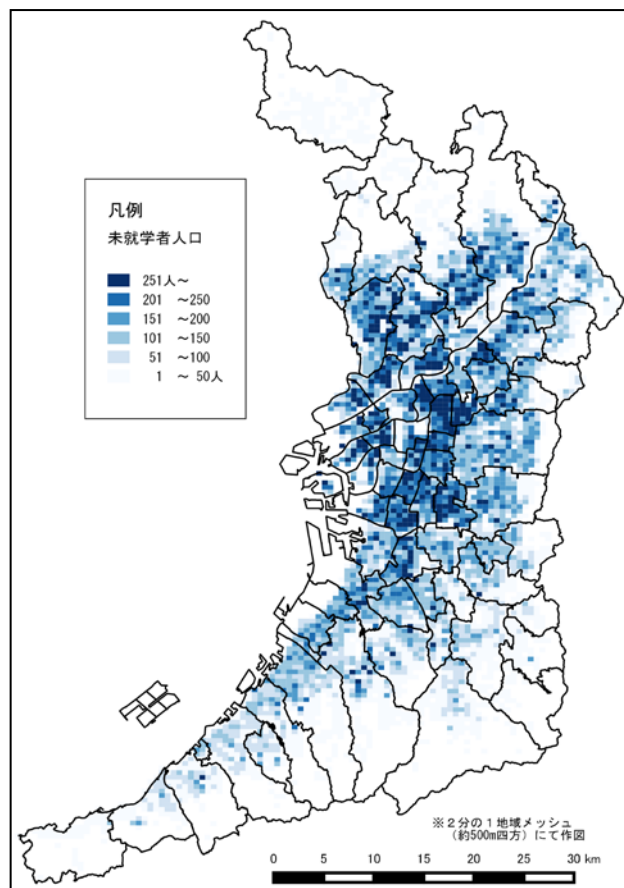 凡例
未就学者人口
251人～
201 ～250
151 ～200
101 ～150
51 ～100
1 ～ 50人
※２分の１地域メッシュ
（約500m四方）にて作図
0 5 10 15 20 25 30 km